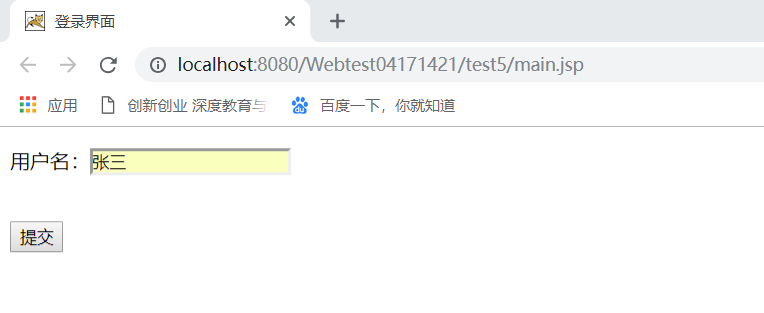 登录界面
localhost:8080/Webtest04171421/test5/main.jsp
应用 创新创业 深度教育与 百度一下，你就知道
用户名：张三
提交